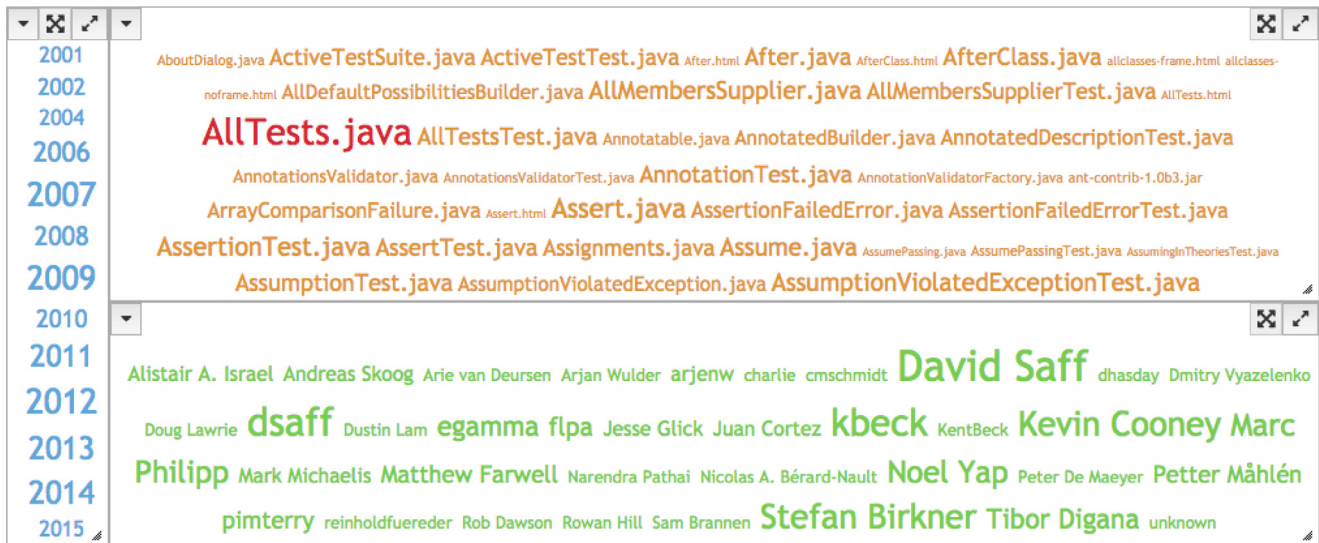 2001
2002
2004
2006
2007
2008
2009
2010
2011
2012
2013
2014
2015
AboutDialog.java ActiveTestSuite.java ActiveTestTest.java After.html After.java AfterClass.html AfterClass.java allclasses-frame.html allclasses-
noframe.html AllDefaultPossibilitiesBuilder.java AllMembersSupplier.java AllMembersSupplierTest.java AllTests.html
AllTests.java AllTestsTest.java Annotatable.java AnnotatedBuilder.java AnnotatedDescriptionTest.java
AnnotationsValidator.java AnnotationsValidatorTest.java AnnotationTest.java AnnotationValidatorFactory.java ant-contrib-1.0b3.jar
ArrayComparisonFailure.java Assert.html Assert.java AssertionFailedError.java AssertionFailedErrorTest.java
AssertionTest.java AssertTest.java Assignments.java Assume.java AssumePassing.java AssumePassingTest.java AssumingInTheoriesTest.java
AssumptionTest.java AssumptionViolatedException.java AssumptionViolatedExceptionTest.java
Alistair A. Israel Andreas Skoog Arie van Deursen Arjan Wulder arjenw charlie cmschmidt David Saff dhasday Dmitry Vyazelenko
Doug Lawrie dsaff Dustin Lam egamma flpa Jesse Glick Juan Cortez kbeck KentBeck Kevin Cooney Marc
Philipp Mark Michaelis Matthew Farwell Narendra Pathai Nicolas A. Bérard-Nault Noel Yap Peter De Maeyer Petter Måhlén
pimterry reinholdfuereder Rob Dawson Rowan Hill Sam Brannen Stefan Birkner Tibor Digana unknown